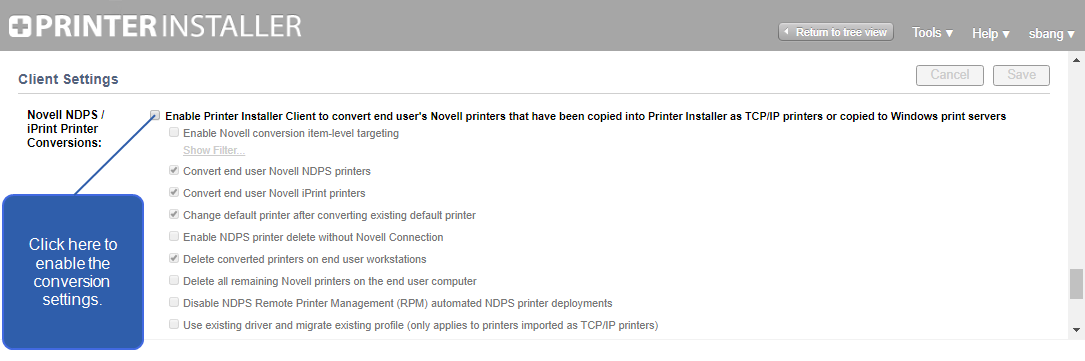 PRINTER INSTALLER
Return to tree view Tools ▾ Help ▾ sbang ▾
Client Settings Cancel Save
Novell NDPS /
iPrint Printer
Conversions:
Enable Printer Installer Client to convert end user's Novell printers that have been copied into Printer Installer as TCP/IP printers or copied to Windows print servers
Enable Novell conversion item-level targeting
Show Filter...
Convert end user Novell NDPS printers
Convert end user Novell iPrint printers
Change default printer after converting existing default printer
Enable NDPS printer delete without Novell Connection
Delete converted printers on end user workstations
Delete all remaining Novell printers on the end user computer
Disable NDPS Remote Printer Management (RPM) automated NDPS printer deployments
Use existing driver and migrate existing profile (only applies to printers imported as TCP/IP printers)
Click here to
enable the
conversion
settings.